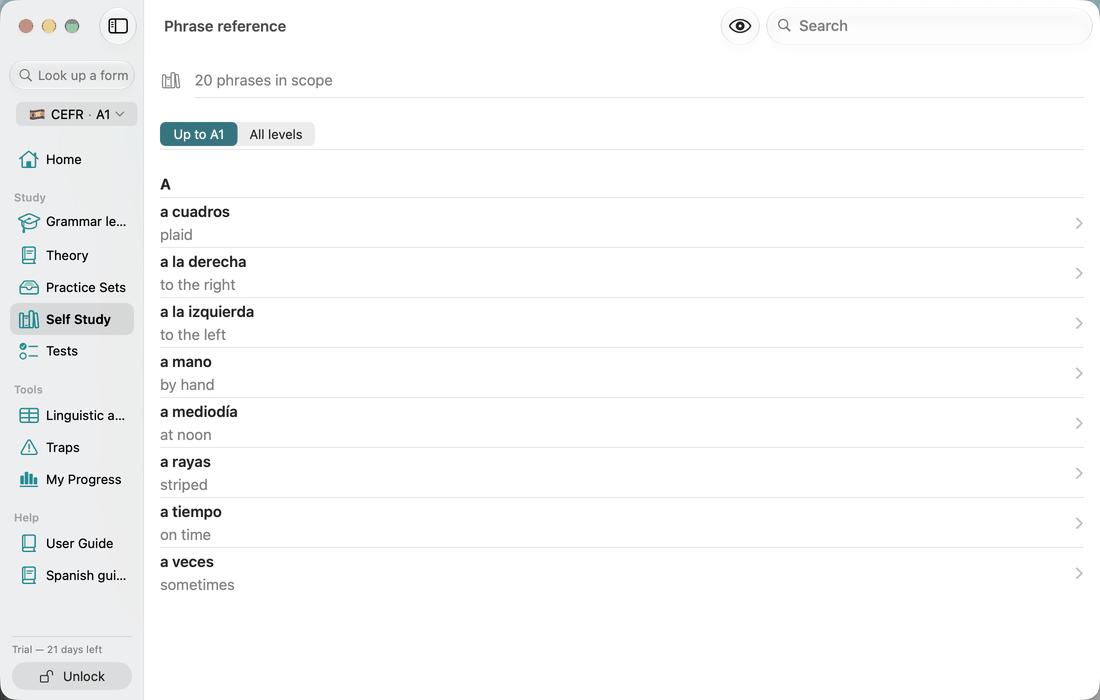 Phrase reference
Search
Look up a form
CEFR · A1
Home
Study
Grammar le...
Theory
Practice Sets
Self Study
Tests
Tools
Linguistic a...
Traps
My Progress
Help
User Guide
Spanish gui...
Trial — 21 days left
Unlock
20 phrases in scope
Up to A1
All levels
A
a cuadros
plaid
a la derecha
to the right
a la izquierda
to the left
a mano
by hand
a mediodía
at noon
a rayas
striped
a tiempo
on time
a veces
sometimes